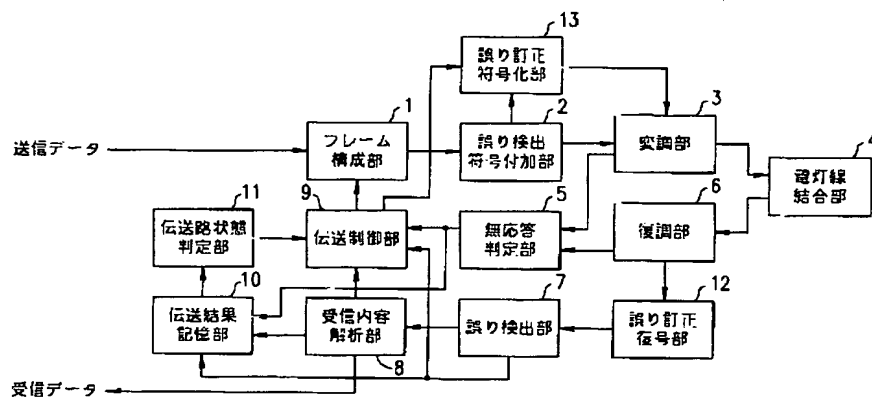 13
誤り訂正
符号化部
1
2
3
送信データ
フレーム
構成部
誤り検出
符号付加部
変調部
4
電灯線
結合部
11
9
5
6
伝送路状態
判定部
伝送制御部
無応答
判定部
復調部
10
7
12
伝送結果
記憶部
受信内容
解析部
誤り検出部
誤り訂正
復号部
8
受信データ